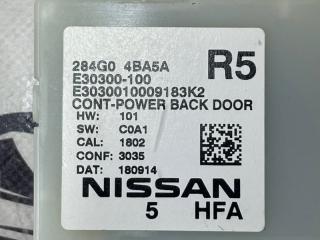 284G0 4BA5A R5
E30300-100
E3030010009183K2
CONT-POWER BACK DOOR
HW: 101
SW: C0A1
CAL: 1802
CONF: 3035
DAT: 180914
NISSAN
5 HFA